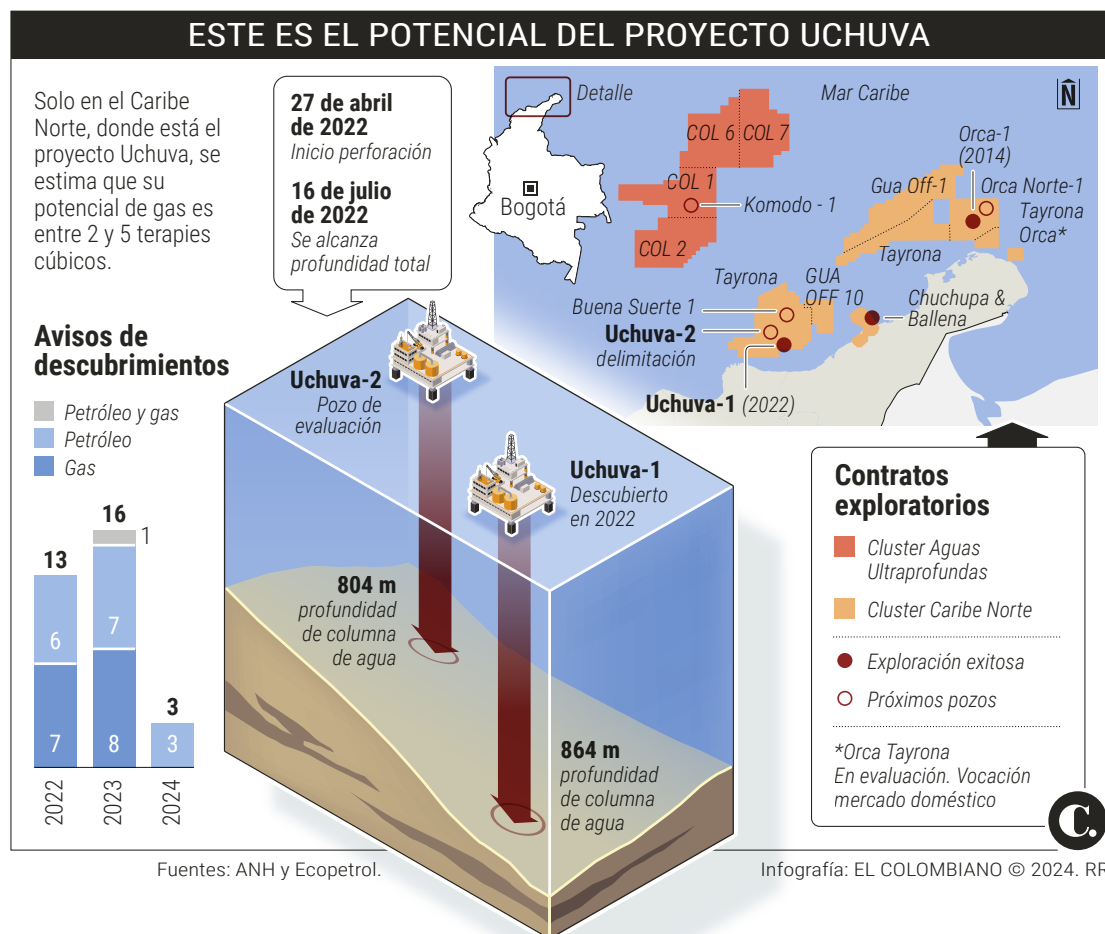 ESTE ES EL POTENCIAL DEL PROYECTO UCHUVA
Solo en el Caribe
Norte, donde está el
proyecto Uchuva, se
estima que su
potencial de gas es
entre 2 y 5 terapies
cúbicos.
27 de abril
de 2022
Inicio perforación
16 de julio
de 2022
Se alcanza
profundidad total
Detalle
Bogotá
Mar Caribe
N
COL 6
COL 7
COL 1
Komodo - 1
COL 2
Orca-1
(2014)
Gua Off-1
Orca Norte-1
Tayrona
Orca*
Tayrona
Tayrona
GUA
OFF 10
Buena Suerte 1
Uchuva-2
delimitación
Chuchupa &
Ballena
Uchuva-1 (2022)
Avisos de
descubrimientos
Petróleo y gas
Petróleo
Gas
13
6
7
2022
16
1
7
8
2023
3
3
2024
Uchuva-2
Pozo de
evaluación
Uchuva-1
Descubierto
en 2022
804 m
profundidad
de columna
de agua
864 m
profundidad
de columna
de agua
Contratos
exploratorios
Cluster Aguas
Ultraprofundas
Cluster Caribe Norte
Exploración exitosa
Próximos pozos
*Orca Tayrona
En evaluación. Vocación
mercado doméstico
C.
Fuentes: ANH y Ecopetrol.
Infografía: EL COLOMBIANO © 2024. RR